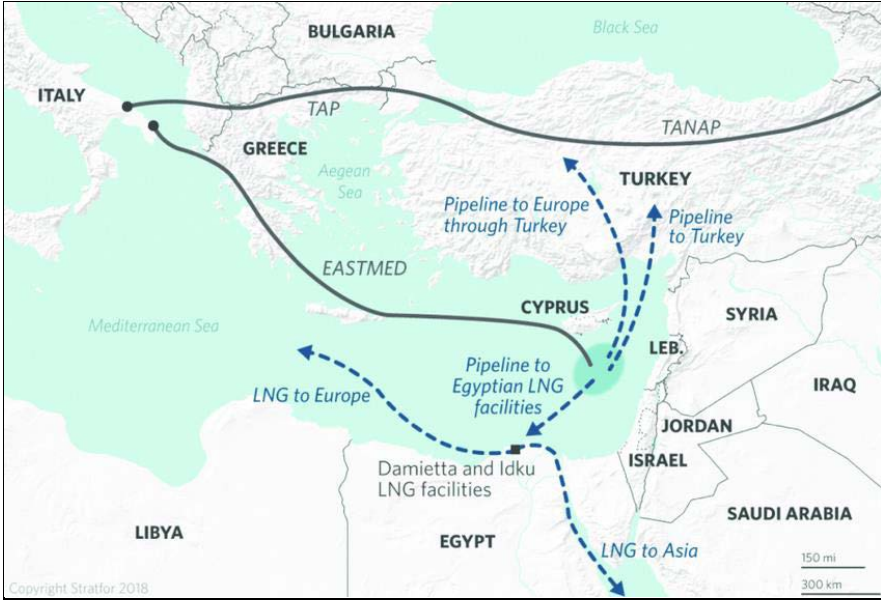 BULGARIA
Black Sea
ITALY
TAP
TANAP
GREECE
Aegean
Sea
TURKEY
Pipeline to Europe
through Turkey
Pipeline
to Turkey
EASTMED
CYPRUS
SYRIA
Mediterranean Sea
LEB.
Pipeline to
Egyptian LNG
facilities
IRAQ
LNG to Europe
JORDAN
ISRAEL
Damietta and Idku
LNG facilities
SAUDI ARABIA
LIBYA
EGYPT
LNG to Asia
150 mi
300 km
Copyright Stratfor 2018